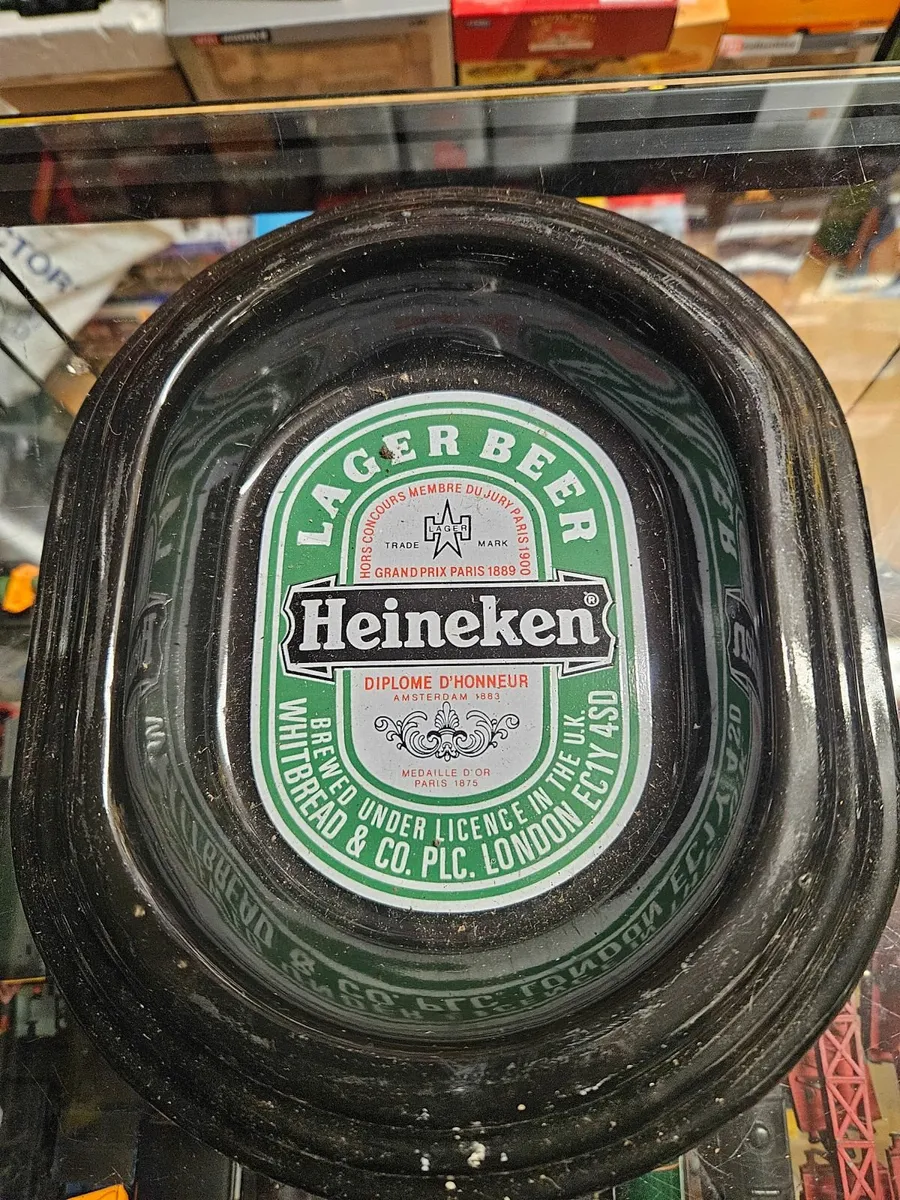 CTOR
LAGER BEER
HORS CONCOURS MEMBRE DU JURY PARIS 1900
LAGER
TRADE MARK
GRAND PRIX PARIS 1889
Heineken®
DIPLOME D'HONNEUR
AMSTERDAM 1883
MEDAILLE D'OR
PARIS 1875
BREWED UNDER LICENCE IN THE U.K.
WHITBREAD & CO. PLC. LONDON EC1Y 4SD